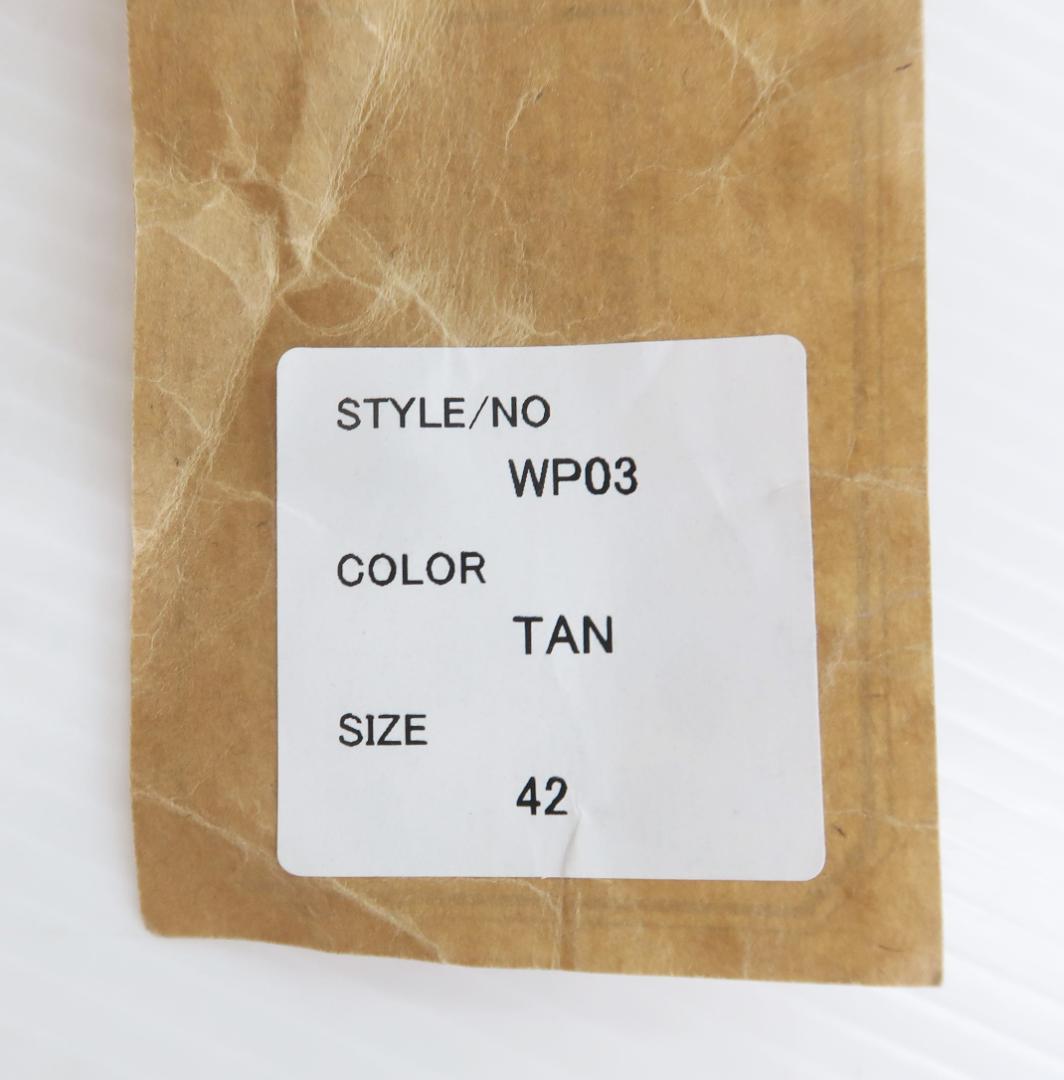 STYLE/NO
WP03
COLOR
TAN
SIZE
42